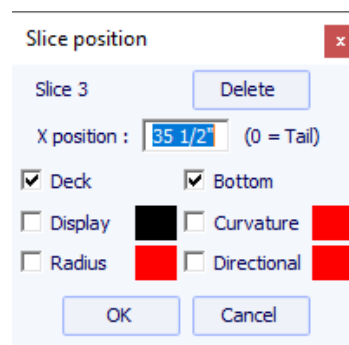 Slice position x
Slice 3 Delete
X position : 35 1/2" (0 = Tail)
Deck Bottom
Display Curvature
Radius Directional
OK Cancel